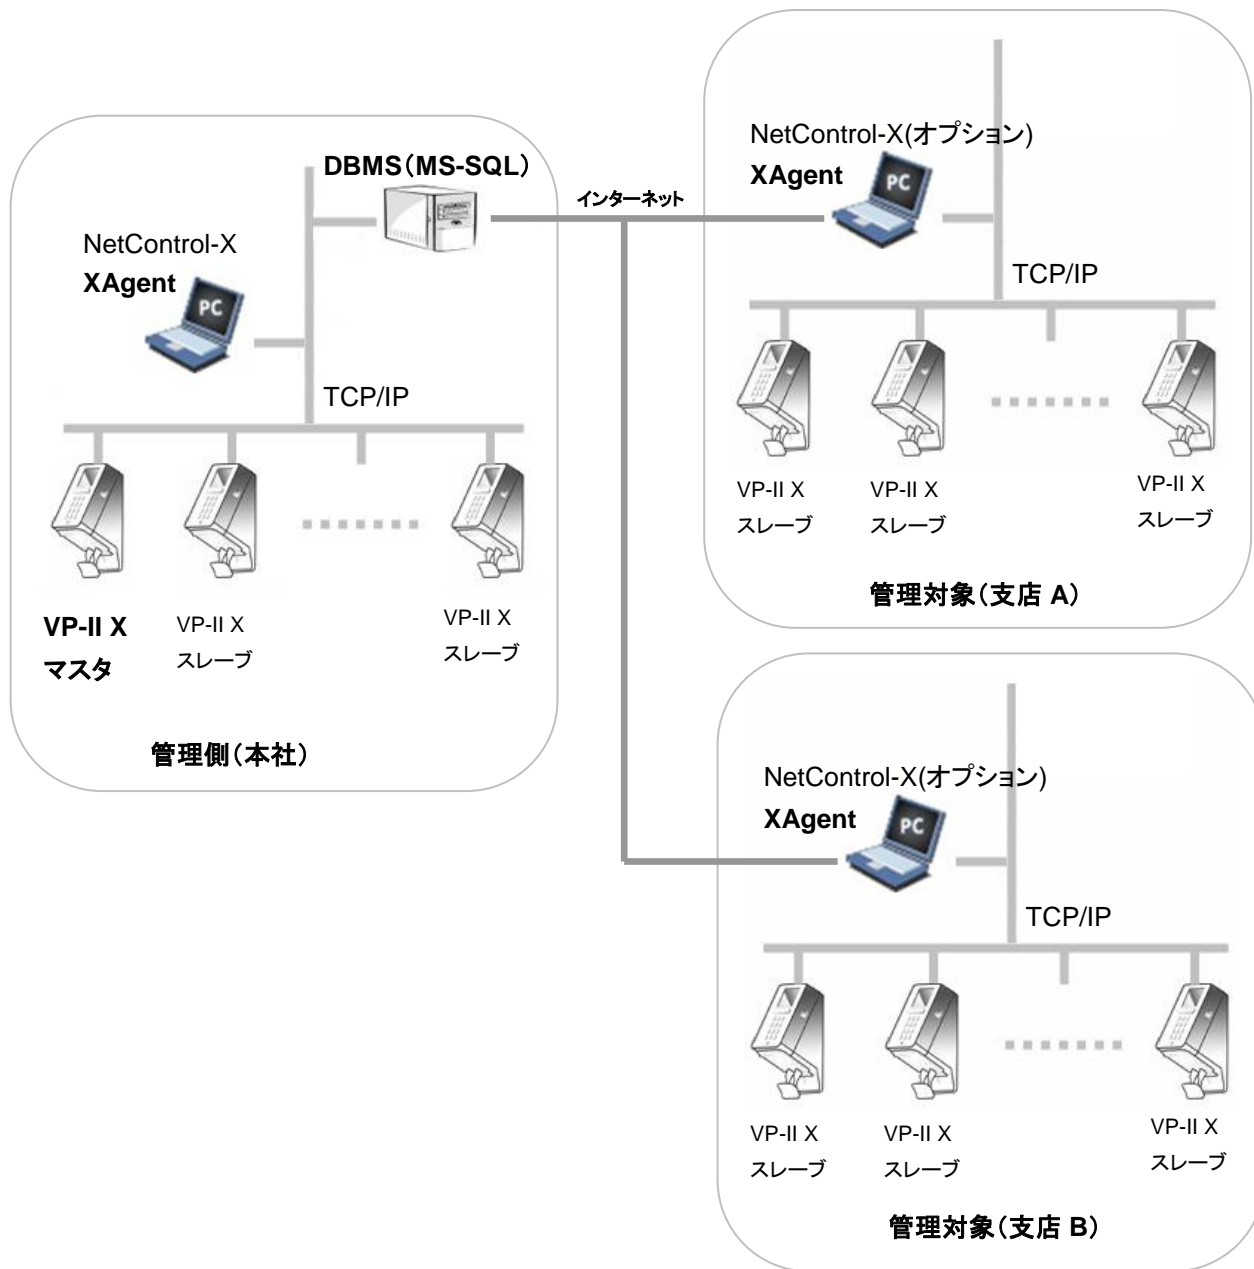 DBMS（MS-SQL）
NetControl-X
XAgent
PC
TCP/IP
VP-II X
マスタ
VP-II X
スレーブ
VP-II X
スレーブ
管理側（本社）
インターネット
NetControl-X(オプション)
XAgent
PC
TCP/IP
VP-II X
スレーブ
VP-II X
スレーブ
VP-II X
スレーブ
管理対象（支店 A）
NetControl-X(オプション)
XAgent
PC
TCP/IP
VP-II X
スレーブ
VP-II X
スレーブ
VP-II X
スレーブ
管理対象（支店 B）